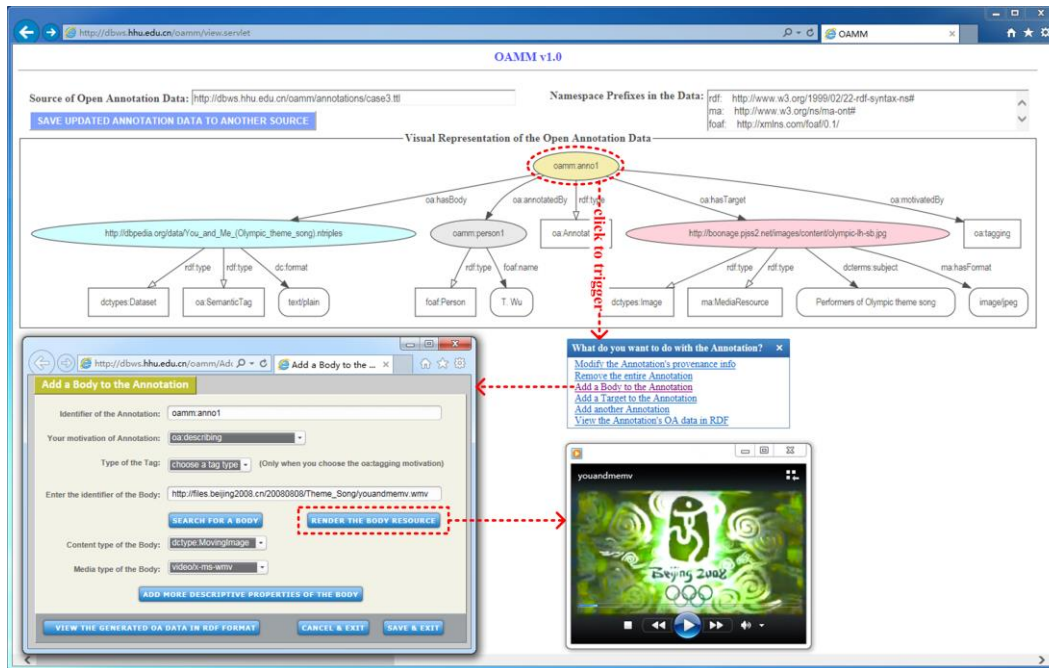 http://dbws.hhu.edu.cn/oamm/view.servlet
OAMM
OAMM v1.0
Source of Open Annotation Data: http://dbws.hhu.edu.cn/oamm/annotations/case3.ttl
SAVE UPDATED ANNOTATION DATA TO ANOTHER SOURCE
Namespace Prefixes in the Data:
rdf: http://www.w3.org/1999/02/22-rdf-syntax-ns#
ma: http://www.w3.org/ns/ma-ont#
foaf: http://xmlns.com/foaf/0.1/
Visual Representation of the Open Annotation Data
oamm:anno1
oa:hasBody
oa:annotatedBy
rdf:type
oa:hasTarget
oa:motivatedBy
http://dbpedia.org/data/You_and_Me_(Olympic_theme_song).ntriples
oamm:person1
oa:Annotat
http://boonage.pjss2.net/images/content/olympic-lh-sb.jpg
oa:tagging
rdf:type
rdf:type
dc:format
rdf:type
foaf:name
rdf:type
rdf:type
dcterms:subject
ma:hasFormat
dctypes:Dataset
oa:SemanticTag
text/plain
foaf:Person
T. Wu
dctypes:Image
ma:MediaResource
Performers of Olympic theme song
image/jpeg
click to trigger
What do you want to do with the Annotation? ×
Modify the Annotation's provenance info
Remove the entire Annotation
Add a Body to the Annotation
Add a Target to the Annotation
Add another Annotation
View the Annotation's OA data in RDF
http://dbws.hhu.edu.cn/oamm/Add
Add a Body to the ...
Add a Body to the Annotation
Identifier of the Annotation: oamm:anno1
Your motivation of Annotation: oa:describing
Type of the Tag: choose a tag type (Only when you choose the oa:tagging motivation)
Enter the identifier of the Body: http://files.beijing2008.cn/20080808/Theme_Song/youandmemv.wmv
SEARCH FOR A BODY
RENDER THE BODY RESOURCE
Content type of the Body: dctype:MovingImage
Media type of the Body: video/x-ms-wmv
ADD MORE DESCRIPTIVE PROPERTIES OF THE BODY
VIEW THE GENERATED OA DATA IN RDF FORMAT
CANCEL & EXIT
SAVE & EXIT
youandmemv
Beijing 2008